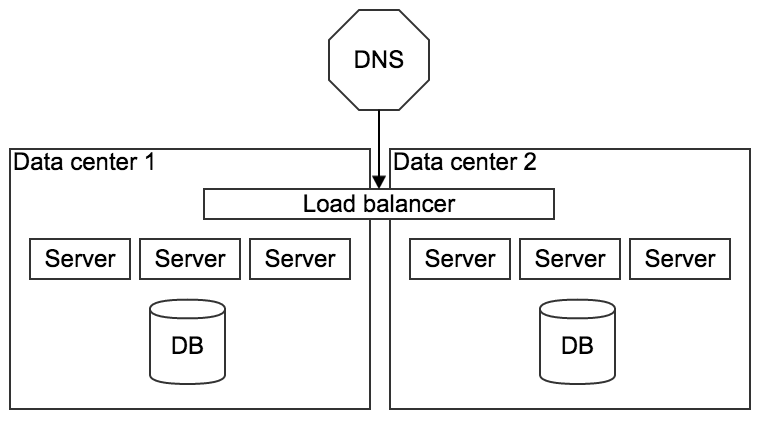 DNS
Data center 1
Data center 2
Load balancer
Server Server Server
Server Server Server
DB
DB